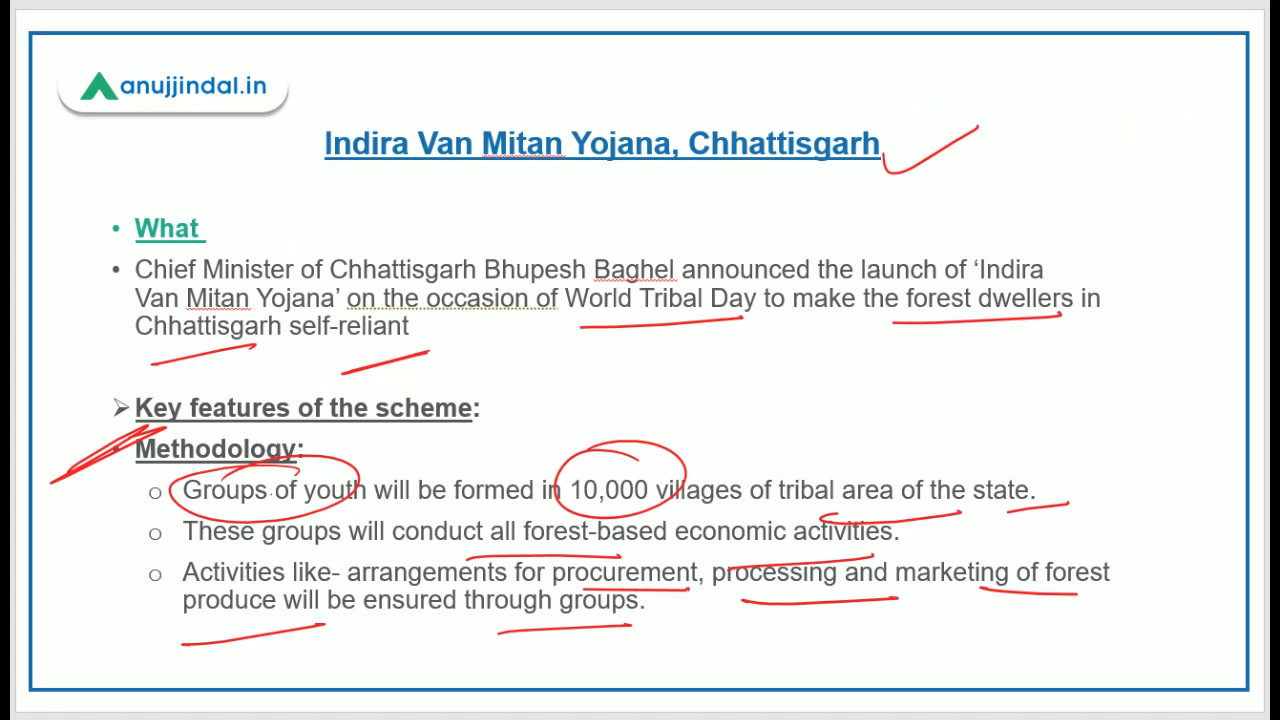 anujjindal.in
Indira Van Mitan Yojana, Chhattisgarh
• What
• Chief Minister of Chhattisgarh Bhupesh Baghel announced the launch of ‘Indira
Van Mitan Yojana’ on the occasion of World Tribal Day to make the forest dwellers in
Chhattisgarh self-reliant
➢ Key features of the scheme:
• Methodology:
o Groups of youth will be formed in 10,000 villages of tribal area of the state.
o These groups will conduct all forest-based economic activities.
o Activities like- arrangements for procurement, processing and marketing of forest
produce will be ensured through groups.